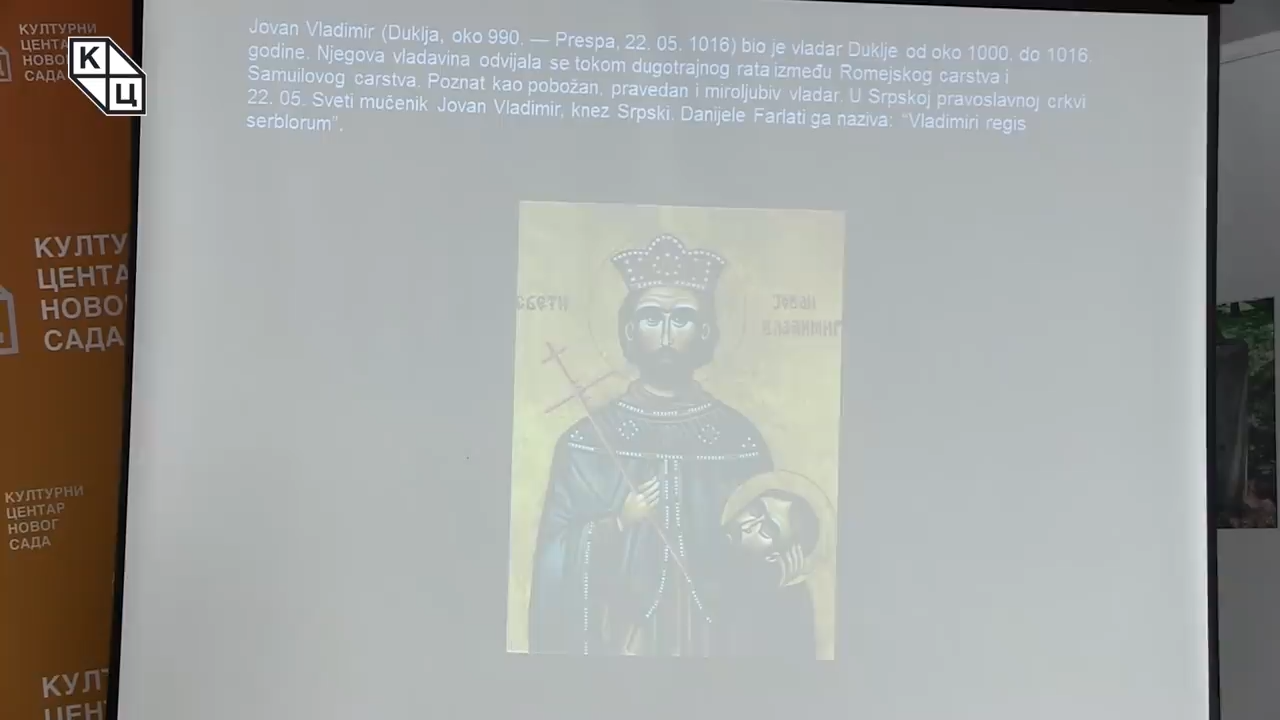 КУЛТУРНИ
ЦЕНТАР
НОВОГ
САДА
К
Ц
Jovan Vladimir (Duklja, oko 990. — Prespa, 22. 05. 1016) bio je vladar Duklje od oko 1000. do 1016.
godine. Njegova vladavina odvijala se tokom dugotrajnog rata između Romejskog carstva i
Samuilovog carstva. Poznat kao pobožan, pravedan i miroljubiv vladar. U Srpskoj pravoslavnoj crkvi
22. 05. Sveti mučenik Jovan Vladimir, knez Srpski. Danijele Farlati ga naziva: “Vladimiri regis
serblorum”.
КУЛТУ
ЦЕНТА
НОВО
САДА
КУЛТУРНИ
ЦЕНТАР
НОВОГ
САДА
КУЛТ
ЦЕН